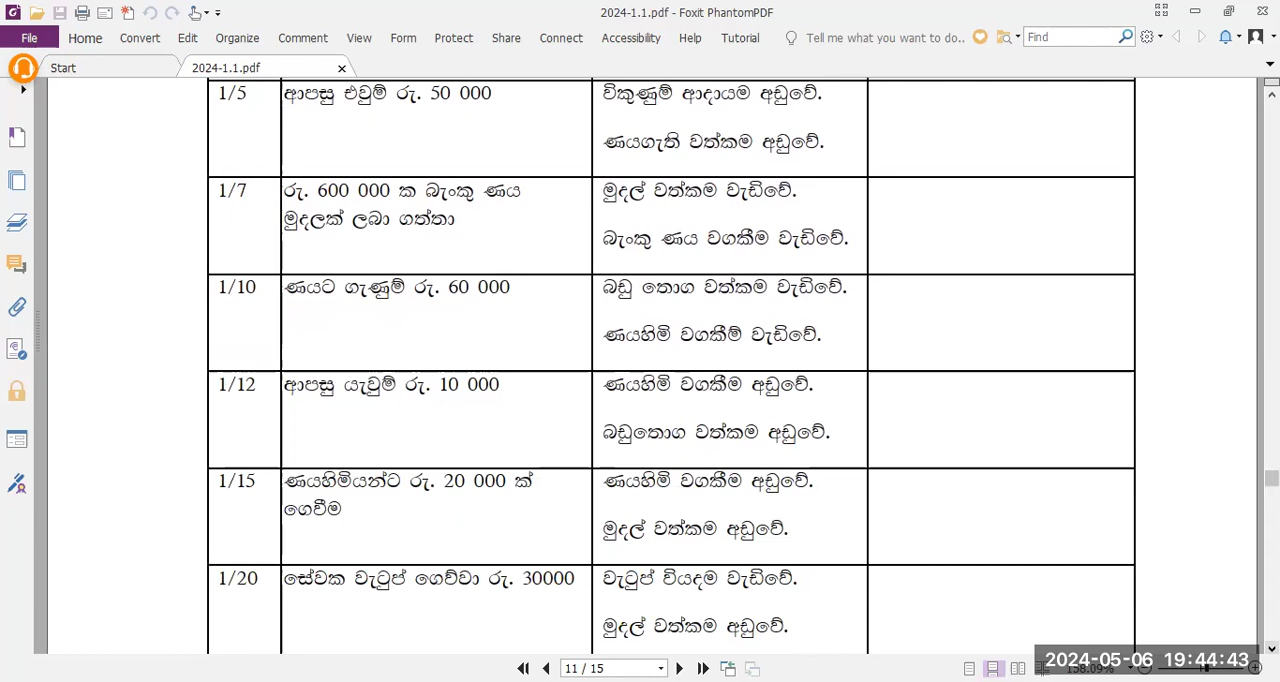 2024-1.1.pdf - Foxit PhantomPDF
File Home Convert Edit Organize Comment View Form Protect Share Connect Accessibility Help Tutorial Tell me what you want to do.. Find
Start 2024-1.1.pdf
1/5 ආපසු එවුම් රු. 50 000 විකුණුම් ආදායම අඩුවේ.
ණයගැති වත්කම අඩුවේ.
1/7 රු. 600 000 ක බැංකු ණය මුදල් වත්කම වැඩිවේ.
මුදලක් ලබා ගත්තා
බැංකු ණය වගකීම වැඩිවේ.
1/10 ණයට ගැණුම් රු. 60 000 බඩු තොග වත්කම වැඩිවේ.
ණයහිමි වගකීම් වැඩිවේ.
1/12 ආපසු යැවුම් රු. 10 000 ණයහිමි වගකීම අඩුවේ.
බඩුතොග වත්කම අඩුවේ.
1/15 ණයහිමියන්ට රු. 20 000 ක් ණයහිමි වගකීම අඩුවේ.
ගෙවීම
මුදල් වත්කම අඩුවේ.
1/20 සේවක වැටුප් ගෙව්වා රු. 30000 වැටුප් වියදම වැඩිවේ.
මුදල් වත්කම අඩුවේ.
2024-05-06 19:44:43
11 / 15 158.09%